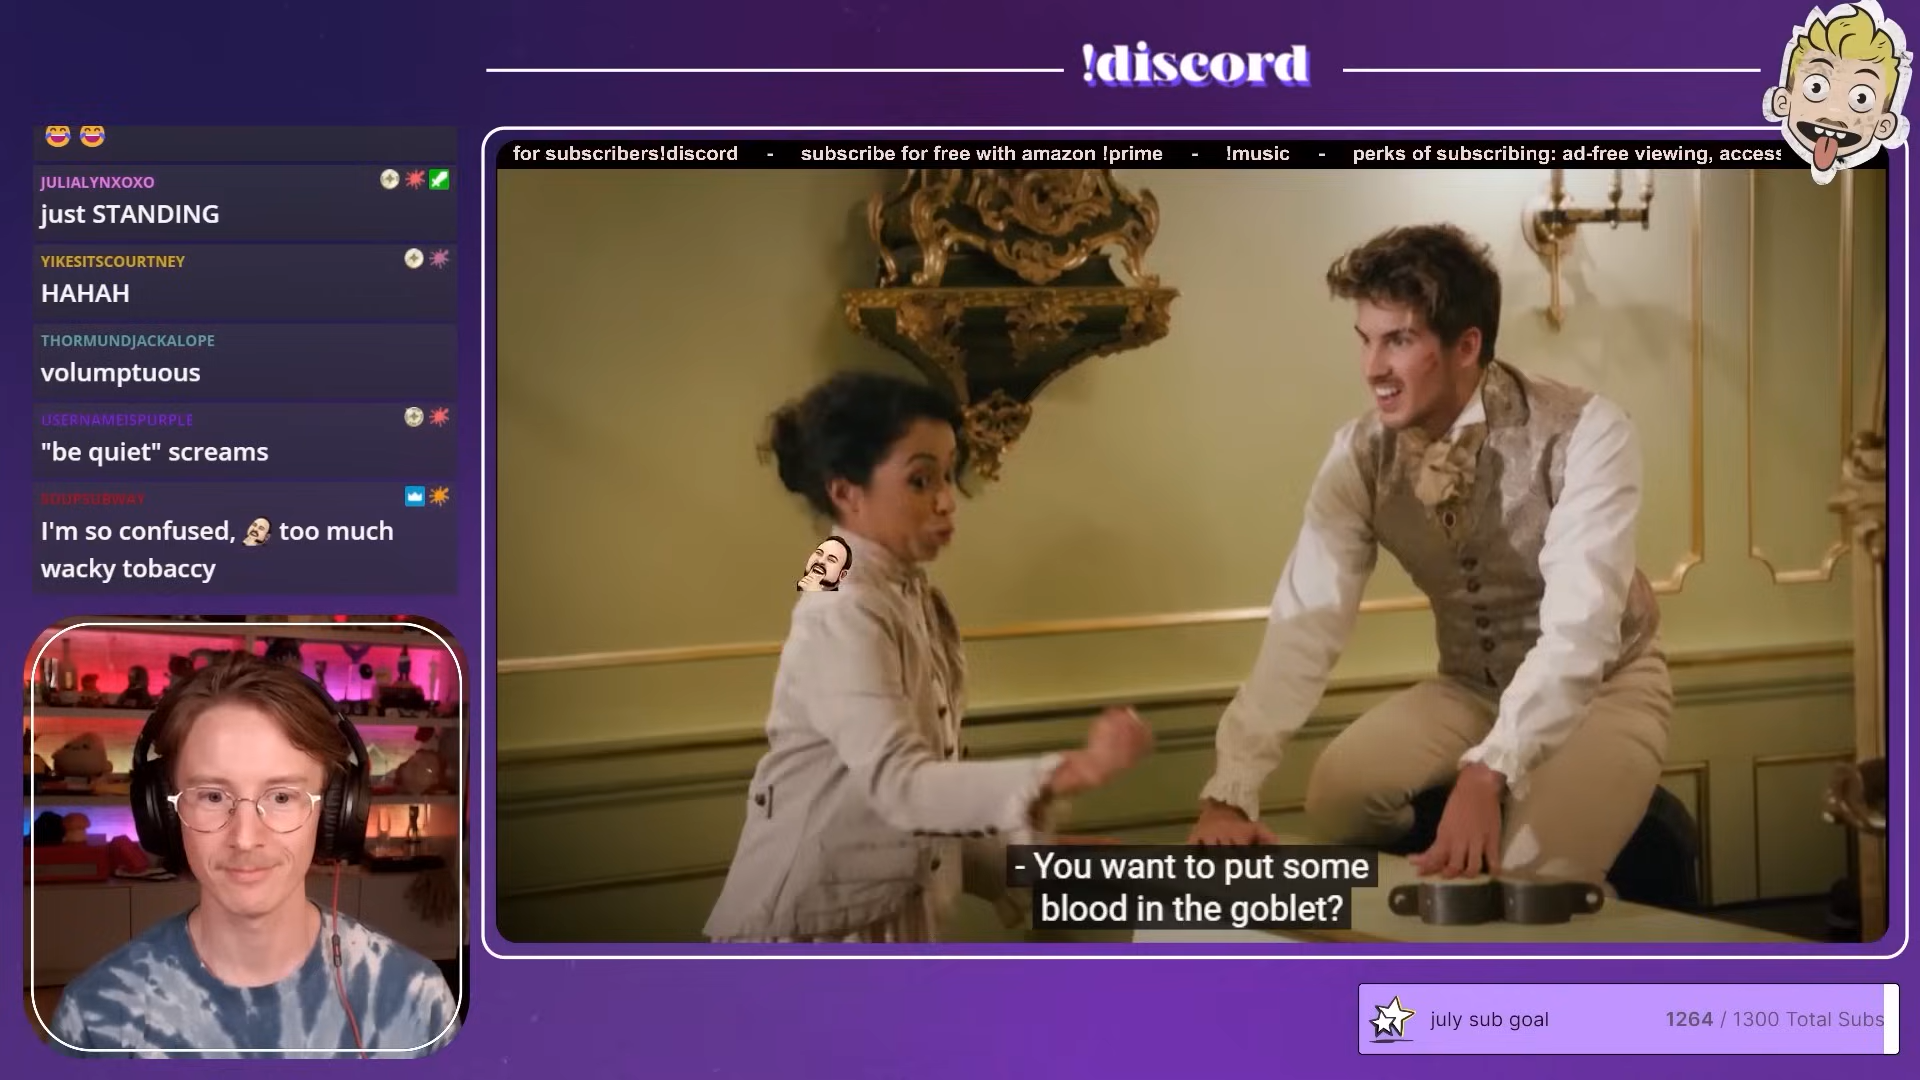 !discord
for subscribers!discord - subscribe for free with amazon !prime - !music - perks of subscribing: ad-free viewing, access
JULIALYNXOXO
just STANDING
YIKESITSCOURTNEY
HAHAH
THORMUNDJACKALOPE
volumptuous
USERNAMEISPURPLE
"be quiet" screams
SOUPSUBWAY
I'm so confused, too much
wacky tobaccy
- You want to put some
blood in the goblet?
july sub goal 1264 / 1300 Total Subs